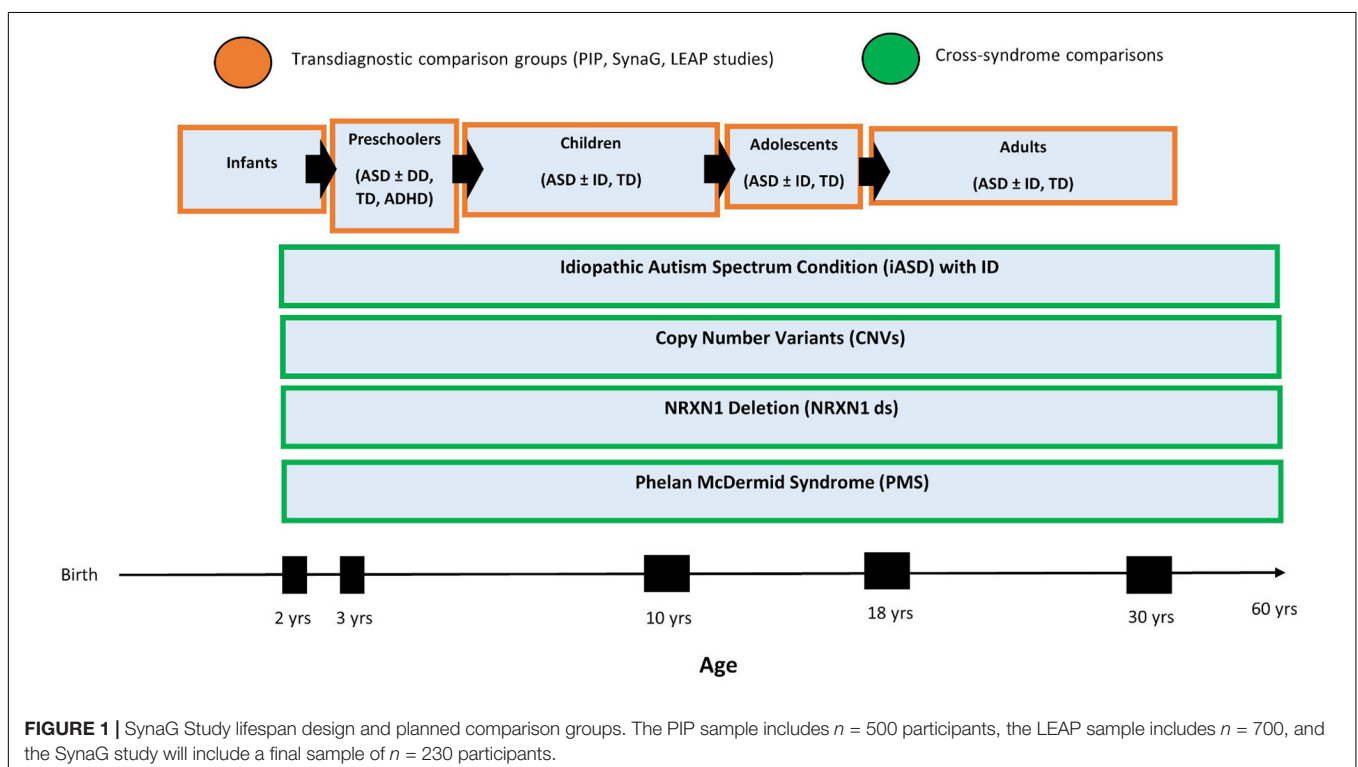 Transdiagnostic comparison groups (PIP, SynaG, LEAP studies)
Cross-syndrome comparisons
Infants
Preschoolers
(ASD ± DD,
TD, ADHD)
Children
(ASD ± ID, TD)
Adolescents
(ASD ± ID, TD)
Adults
(ASD ± ID, TD)
Idiopathic Autism Spectrum Condition (iASD) with ID
Copy Number Variants (CNVs)
NRXN1 Deletion (NRXN1 ds)
Phelan McDermid Syndrome (PMS)
Birth
2 yrs
3 yrs
10 yrs
18 yrs
30 yrs
60 yrs
Age
FIGURE 1 | SynaG Study lifespan design and planned comparison groups. The PIP sample includes n = 500 participants, the LEAP sample includes n = 700, and
the SynaG study will include a final sample of n = 230 participants.